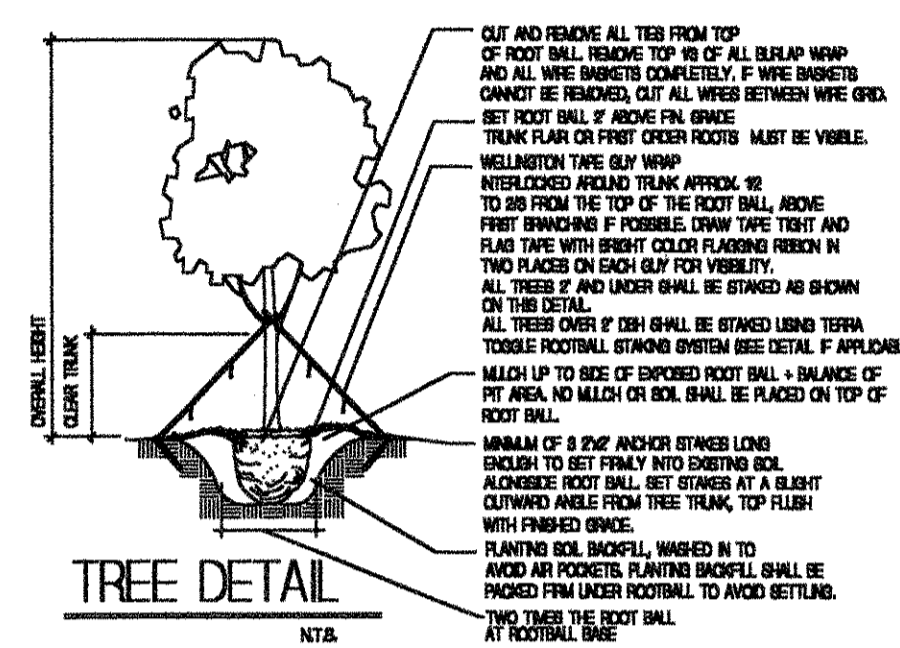 CUT AND REMOVE ALL TIES FROM TOP
OF ROOT BALL. REMOVE TOP 1/3 OF ALL BURLAP WRAP
AND ALL WIRE BASKETS COMPLETELY. IF WIRE BASKETS
CANNOT BE REMOVED, CUT ALL WIRES BETWEEN WIRE GRID.
SET ROOT BALL 2" ABOVE FIN. GRADE
TRUNK FLAIR OR FIRST ORDER ROOTS MUST BE VISIBLE.
WELLINGTON TAPE GUY WRAP
INTERLOCKED AROUND TRUNK APPROX. 1/2
TO 2/3 FROM THE TOP OF THE ROOT BALL, ABOVE
FIRST BRANCHING IF POSSIBLE. DRAW TAPE TIGHT AND
FLAG TAPE WITH BRIGHT COLOR FLAGGING RIBBON IN
TWO PLACES ON EACH GUY FOR VISIBILITY.
ALL TREES 2" AND UNDER SHALL BE STAKED AS SHOWN
ON THIS DETAIL.
ALL TREES OVER 2" DBH SHALL BE STAKED USING TERRA
TOGGLE ROOTBALL STAKING SYSTEM (SEE DETAIL IF APPLICAB
MULCH UP TO SIDE OF EXPOSED ROOT BALL + BALANCE OF
PIT AREA. NO MULCH OR SOIL SHALL BE PLACED ON TOP OF
ROOT BALL.
MINIMUM OF 3 2"x2" ANCHOR STAKES LONG
ENOUGH TO SET FIRMLY INTO EXISTING SOIL
ALONGSIDE ROOT BALL. SET STAKES AT A SLIGHT
OUTWARD ANGLE FROM TREE TRUNK, TOP FLUSH
WITH FINISHED GRADE.
PLANTING SOIL BACKFILL, WASHED IN TO
AVOID AIR POCKETS. PLANTING BACKFILL SHALL BE
PACKED FIRM UNDER ROOTBALL TO AVOID SETTLING.
TWO TIMES THE ROOT BALL
AT ROOTBALL BASE
OVERALL HEIGHT
CLEAR TRUNK
TREE DETAIL
N.T.S.